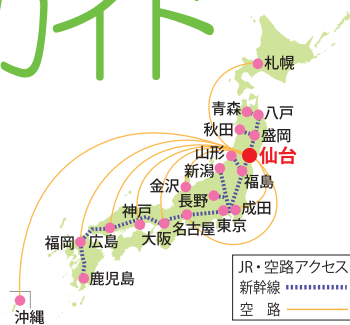 ガイド
札幌
青森
八戸
秋田
盛岡
山形
仙台
新潟
福島
金沢
長野
成田
神戸
名古屋
東京
福岡
広島
大阪
鹿児島
沖縄
JR・空路アクセス
新幹線
空　路